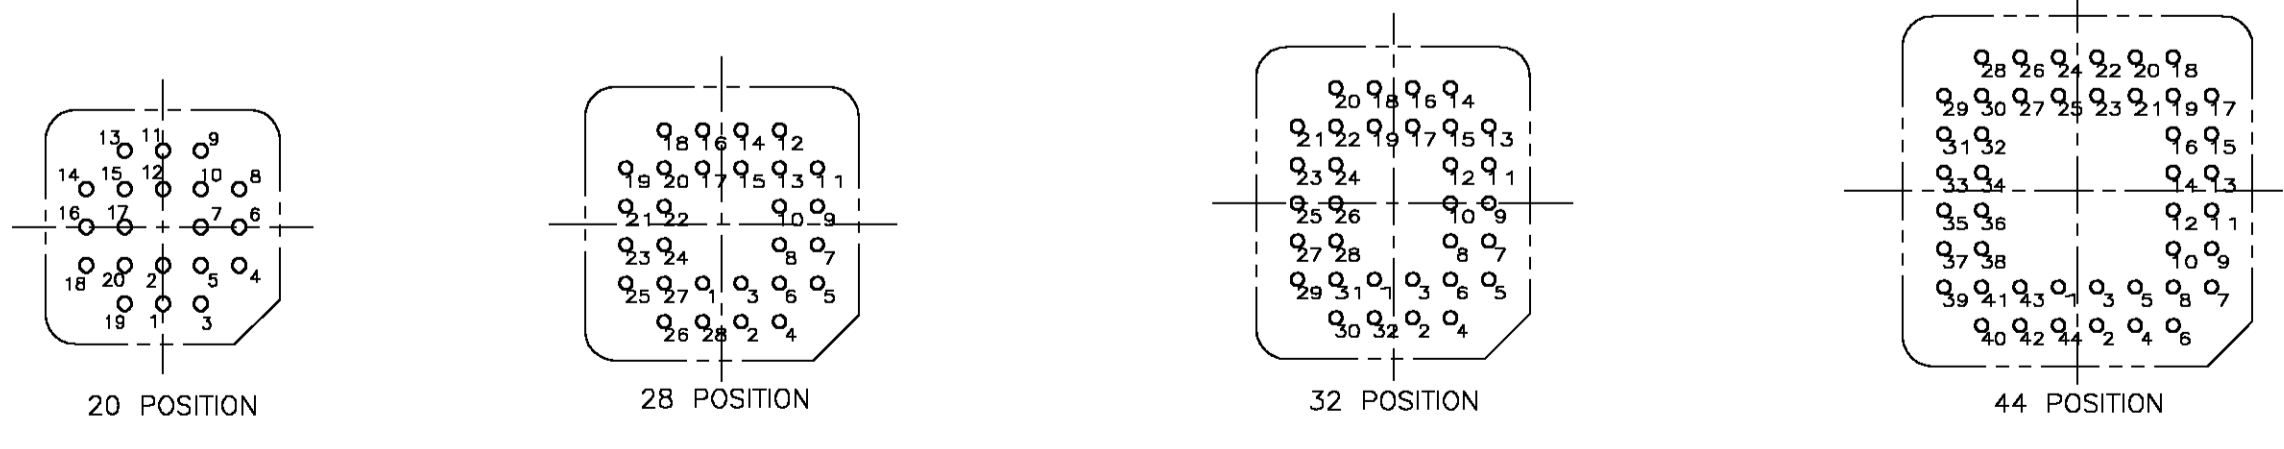 13 11 9
14 15 12 10 8
16 17 7 6
18 20 2 5 4
19 1 3
20 POSITION
18 16 14 12
19 20 17 15 13 11
21 22 10 9
23 24 8 7
25 27 1 3 6 5
26 28 2 4
28 POSITION
20 18 16 14
21 22 19 17 15 13
23 24 12 11
25 26 10 9
27 28 8 7
29 31 1 3 6 5
30 32 2 4
32 POSITION
28 26 24 22 20 18
29 30 27 25 23 21 19 17
31 32 16 15
33 34 14 13
35 36 12 11
37 38 10 9
39 41 43 1 3 5 8 7
40 42 44 2 4 6
44 POSITION